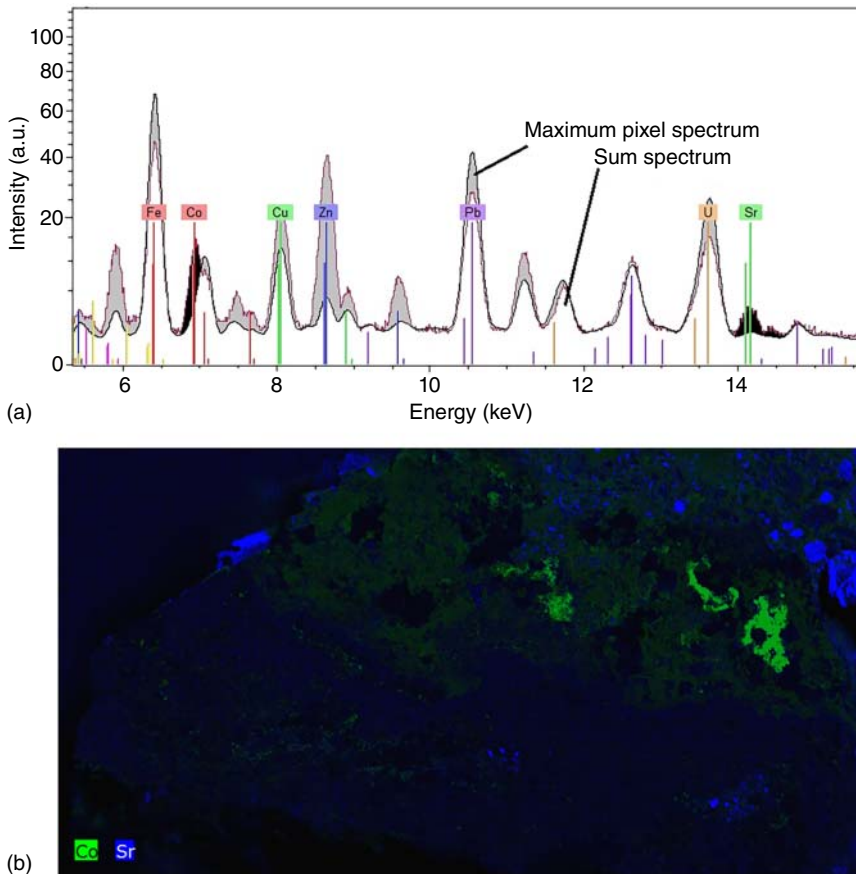 100
80
60
40
20
0
Intensity (a.u.)
Maximum pixel spectrum
Sum spectrum
Fe
Co
Cu
Zn
Pb
U
Sr
6
8
10
12
14
Energy (keV)
(a)
Co Sr
(b)